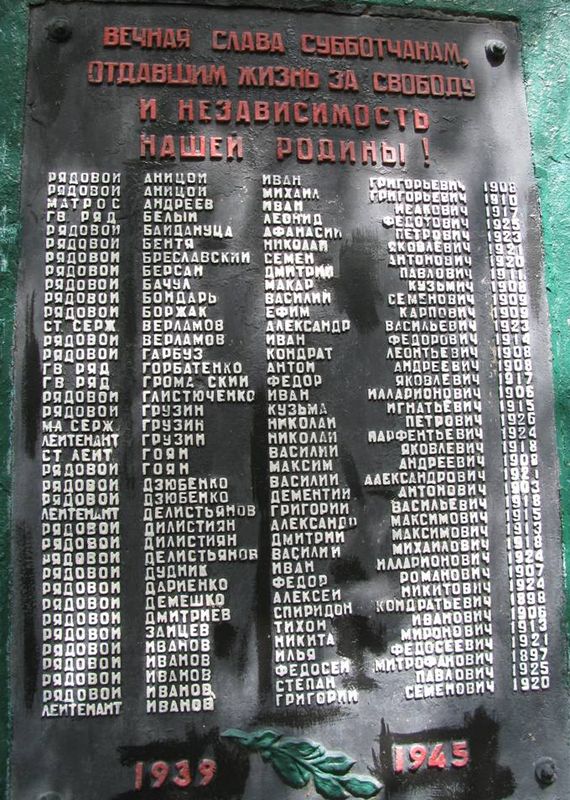 ВЕЧНАЯ СЛАВА СУББОТЧАНАМ,
ОТДАВШИМ ЖИЗНЬ ЗА СВОБОДУ
И НЕЗАВИСИМОСТЬ
НАШЕЙ РОДИНЫ!
РЯДОВОЙ АНИЦОЙ ИВАН ГРИГОРЬЕВИЧ 1908
РЯДОВОЙ АНИЦОЙ МИХАИЛ ГРИГОРЬЕВИЧ 1910
МАТРОС АНДРЕЕВ ИВАН ИВАНОВИЧ 1917
ГВ РЯД БЕЛЫЙ ЛЕОНИД ФЕДОТОВИЧ 1925
РЯДОВОЙ БАЙДАНУЦА АФАНАСИЙ ПЕТРОВИЧ 1923
РЯДОВОЙ БЕНТЯ НИКОЛАЙ ЯКОВЛЕВИЧ 1921
РЯДОВОЙ БРЕСЛАВСКИЙ СЕМЕН АНТОНОВИЧ 1920
РЯДОВОЙ БЕРСАН ДМИТРИЙ ПАВЛОВИЧ 1911
РЯДОВОЙ БАЧУЛ МАКАР КУЗЬМИЧ 1908
РЯДОВОЙ БОНДАРЬ ВАСИЛИЙ СЕМЕНОВИЧ 1909
РЯДОВОЙ БОРЖАК ЕФИМ КАРПОВИЧ 1909
СТ СЕРЖ ВЕРЛАМОВ АЛЕКСАНДР ВАСИЛЬЕВИЧ 1923
РЯДОВОЙ ВЕРЛАМОВ ИВАН ФЕДОРОВИЧ 1914
РЯДОВОЙ ГАРБУЗ КОНДРАТ ЛЕОНТЬЕВИЧ 1908
ГВ РЯД ГОРБАТЕНКО АНТОН АНДРЕЕВИЧ 1908
ГВ РЯД ГРОМАДСКИЙ ФЕДОР ЯКОВЛЕВИЧ 1917
РЯДОВОЙ ГЛИСТЮЧЕНКО ИВАН ИЛЛАРИОНОВИЧ 1906
РЯДОВОЙ ГРУЗИН КУЗЬМА ИГНАТЬЕВИЧ 1915
МЛ СЕРЖ ГРУЗИН НИКОЛАЙ ПЕТРОВИЧ 1926
ЛЕЙТЕНАНТ ГРУЗИН НИКОЛАЙ ПАРФЕНТЬЕВИЧ 1924
СТ ЛЕЙТ ГОЯН ВАСИЛИЙ ЯКОВЛЕВИЧ 1918
РЯДОВОЙ ГОЯН МАКСИМ АНДРЕЕВИЧ 1908
РЯДОВОЙ ДЗЮБЕНКО ВАСИЛИЙ АЛЕКСАНДРОВИЧ 1921
РЯДОВОЙ ДЗЮБЕНКО ДЕМЕНТИЙ АНТОНОВИЧ 1903
ЛЕЙТЕНАНТ ДЕЛИСТЬЯНОВ ГРИГОРИЙ ВАСИЛЬЕВИЧ 1918
РЯДОВОЙ ДИЛИСТИЯН АЛЕКСАНДР МАКСИМОВИЧ 1915
РЯДОВОЙ ДИЛИСТИЯН ДМИТРИЙ МАКСИМОВИЧ 1913
РЯДОВОЙ ДЕЛИСТЬЯНОВ ВАСИЛИЙ МИХАЙЛОВИЧ 1918
РЯДОВОЙ ДУДНИК ИВАН ИЛЛАРИОНОВИЧ 1924
РЯДОВОЙ ДАРИЕНКО ФЕДОР РОМАНОВИЧ 1907
РЯДОВОЙ ДЕМЕШКО АЛЕКСЕЙ НИКИТОВИЧ 1924
РЯДОВОЙ ДМИТРИЕВ СПИРИДОН КОНДРАТЬЕВИЧ 1898
РЯДОВОЙ ЗАЙЦЕВ ТИХОН ИВАНОВИЧ 1906
РЯДОВОЙ ИВАНОВ НИКИТА МИРОНОВИЧ 1913
РЯДОВОЙ ИВАНОВ ИЛЬЯ ФЕДОСЕЕВИЧ 1921
РЯДОВОЙ ИВАНОВ ФЕДОСЕЙ МИТРОФАНОВИЧ 1897
РЯДОВОЙ ИВАНОВ СТЕПАН ПАВЛОВИЧ 1925
ЛЕЙТЕНАНТ ИВАНОВ ГРИГОРИЙ СЕМЕНОВИЧ 1920
1939 1945